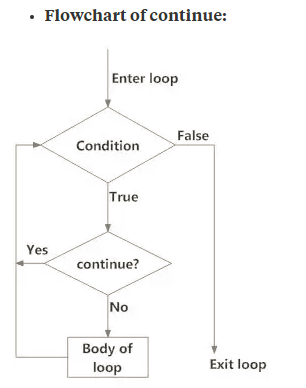 • Flowchart of continue:
Enter loop
Condition
False
True
Yes
continue?
No
Body of
loop
Exit loop